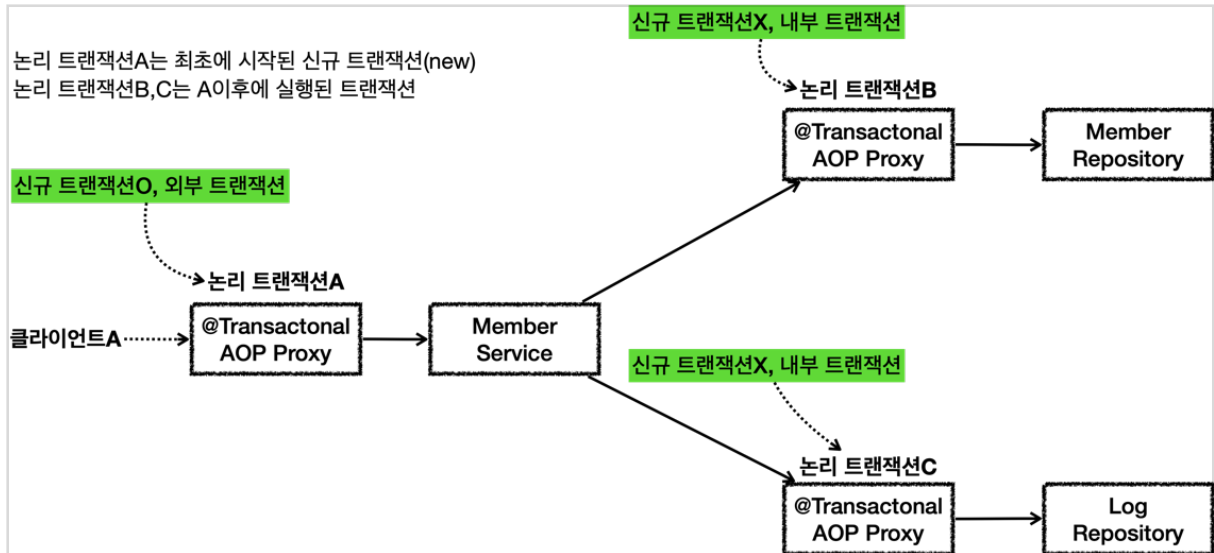 신규 트랜잭션X, 내부 트랜잭션
논리 트랜잭션A는 최초에 시작된 신규 트랜잭션(new)
논리 트랜잭션B,C는 A이후에 실행된 트랜잭션
논리 트랜잭션B
@Transactonal
AOP Proxy
Member
Repository
신규 트랜잭션O, 외부 트랜잭션
논리 트랜잭션A
클라이언트A
@Transactonal
AOP Proxy
Member
Service
신규 트랜잭션X, 내부 트랜잭션
논리 트랜잭션C
@Transactonal
AOP Proxy
Log
Repository